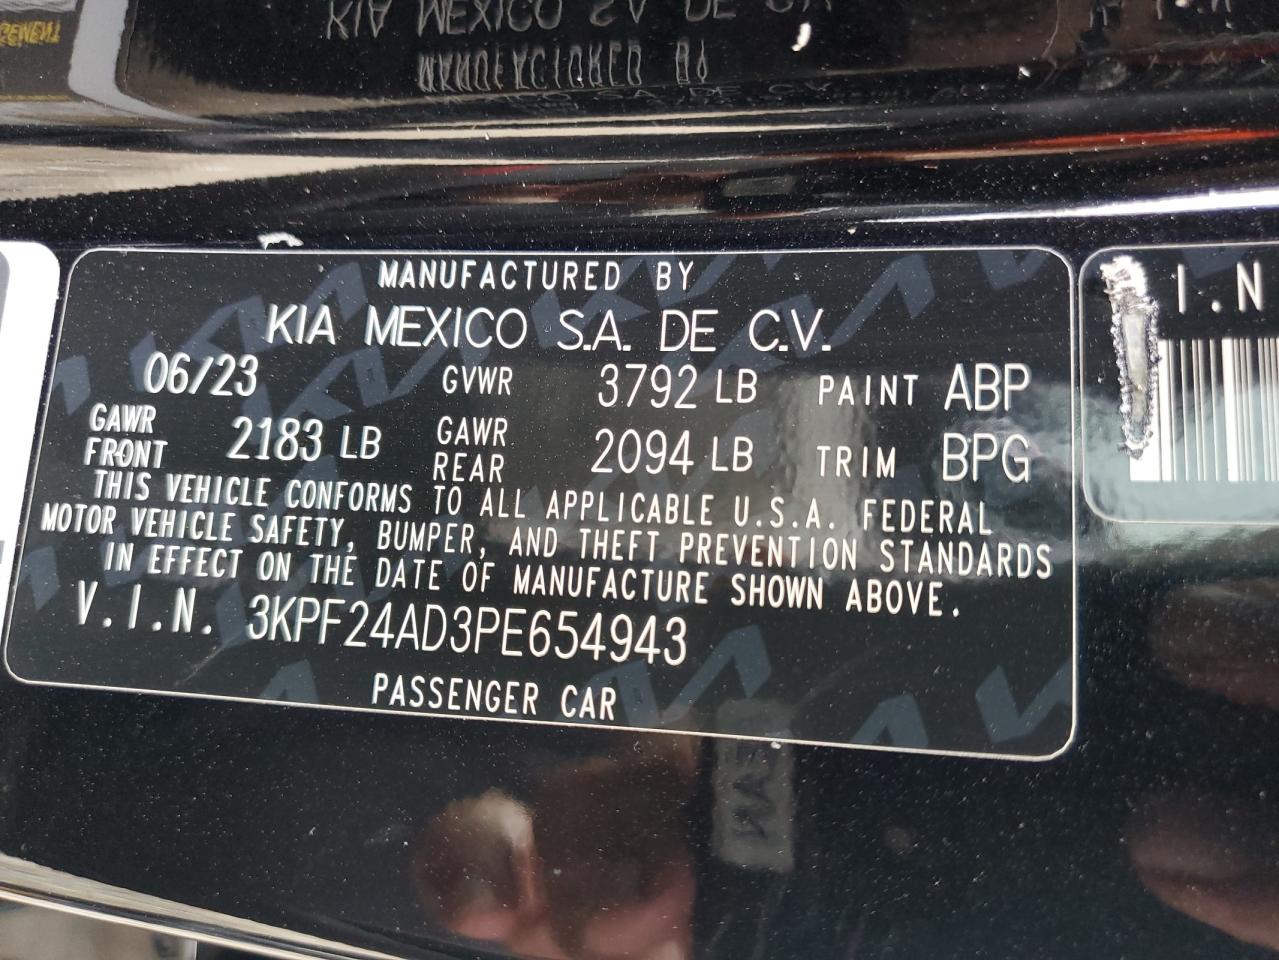 MANUFACTURED BY
KIA MEXICO S.A. DE C.V.
06/23 GVWR 3792 LB PAINT ABP
GAWR FRONT 2183 LB GAWR REAR 2094 LB TRIM BPG
THIS VEHICLE CONFORMS TO ALL APPLICABLE U.S.A. FEDERAL
MOTOR VEHICLE SAFETY, BUMPER, AND THEFT PREVENTION STANDARDS
IN EFFECT ON THE DATE OF MANUFACTURE SHOWN ABOVE.
V.I.N. 3KPF24AD3PE654943
PASSENGER CAR
I.N